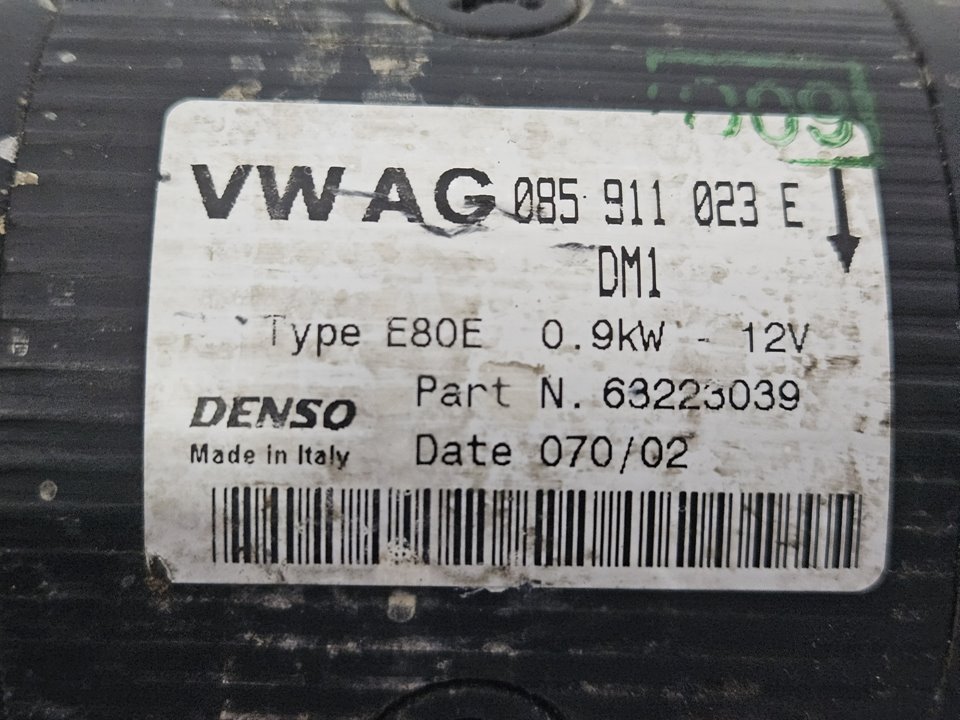 009
VW AG 085 911 023 E
DM1
Type E80E 0.9kW - 12V
Part N. 63223039
DENSO
Made in Italy
Date 070/02